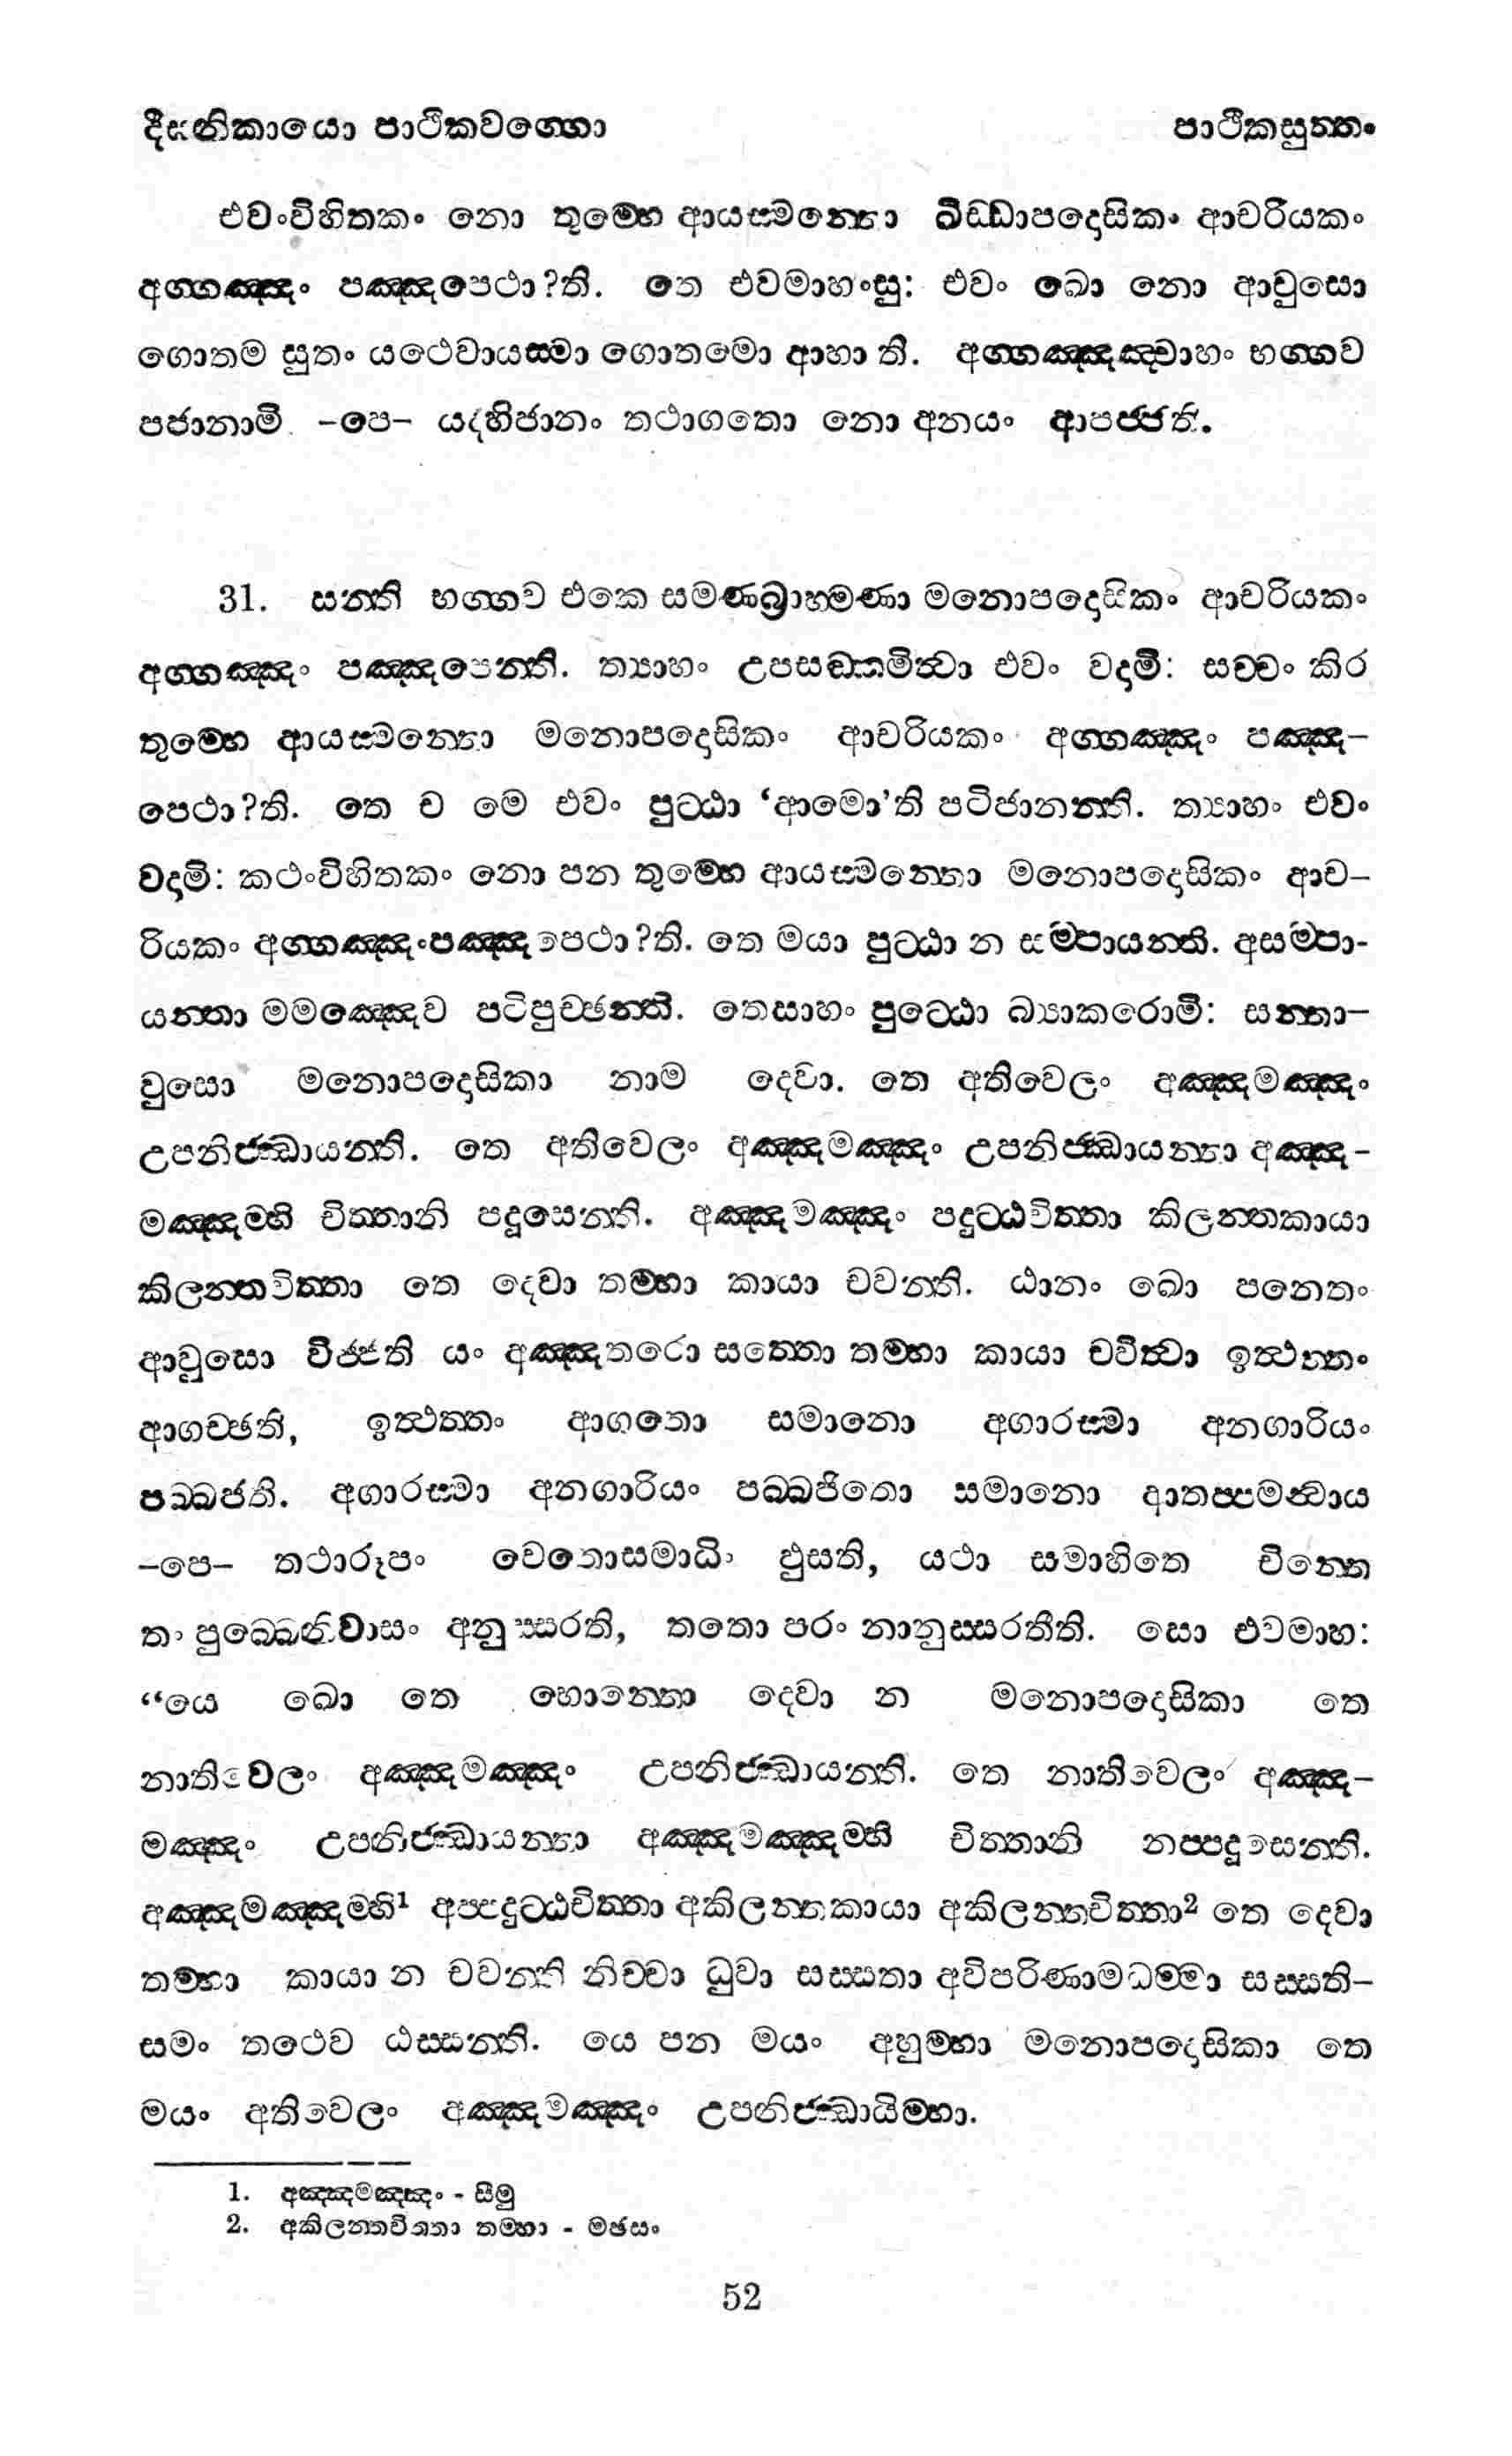 දීඝනිකායො පාථිකවග්ගො පාථිකසුත්තං
එවංවිහිතකං නො තුම්හෙ ආයස්මන්තො ඛිඩ්ඩාපදොසිකං ආචරියකං
අග්ගඤ්ඤං පඤ්ඤපෙථා?ති. තෙ එවමාහංසු: එවං ඛො නො ආවුසො
ගොතම සුතං යථෙවායස්මා ගොතමො ආහා ති. අග්ගඤ්ඤඤ්චාහං භග්ගව
පජානාමි -පෙ- යදභිජානං තථාගතො නො අනයං ආපජ්ජති.
31. සන්ති භග්ගව එකෙ සමණබ්‍රාහ්මණා මනොපදොසිකං ආචරියකං
අග්ගඤ්ඤං පඤ්ඤපෙන්ති. ත්‍යාහං උපසඞ්කමිත්වා එවං වදාමි: සච්චං කිර
තුම්හෙ ආයස්මන්තො මනොපදොසිකං ආචරියකං අග්ගඤ්ඤං පඤ්ඤ-
පෙථා?ති. තෙ ච මෙ එවං පුට්ඨා ‘ආමො’ති පටිජානන්ති. ත්‍යාහං එවං
වදාමි: කථංවිහිතකං නො පන තුම්හෙ ආයස්මන්තො මනොපදොසිකං ආච-
රියකං අග්ගඤ්ඤංපඤ්ඤපෙථා?ති. තෙ මයා පුට්ඨා න සම්පායන්ති. අසම්පා-
යන්තා මමඤ්ඤෙව පටිපුච්ඡන්ති. තෙසාහං පුට්ඨො බ්‍යාකරොමි: සන්තා-
වුසො මනොපදොසිකා නාම දෙවා. තෙ අතිවෙලං අඤ්ඤමඤ්ඤං
උපනිජ්ඣායන්ති. තෙ අතිවෙලං අඤ්ඤමඤ්ඤං උපනිජ්ඣායන්තා අඤ්ඤ-
මඤ්ඤම්හි චිත්තානි පදූසෙන්ති. අඤ්ඤමඤ්ඤං පදුට්ඨචිත්තා කිලන්තකායා
කිලන්තචිත්තා තෙ දෙවා තම්හා කායා චවන්ති. ඨානං ඛො පනෙතං
ආවුසො විජ්ජති යං අඤ්ඤතරො සත්තො තම්හා කායා චවිත්වා ඉත්ථත්තං
ආගච්ඡති, ඉත්ථත්තං ආගතො සමානො අගාරස්මා අනගාරියං
පබ්බජති. අගාරස්මා අනගාරියං පබ්බජිතො සමානො ආතප්පමන්වාය
-පෙ- තථාරූපං චෙතොසමාධිං ඵුසති, යථා සමාහිතෙ චිත්තෙ
තං පුබ්බෙනිවාසං අනුස්සරති, තතො පරං නානුස්සරතීති. සො එවමාහ:
“යෙ ඛො තෙ හොන්තො දෙවා න මනොපදොසිකා තෙ
නාතිවෙලං අඤ්ඤමඤ්ඤං උපනිජ්ඣායන්ති. තෙ නාතිවෙලං අඤ්ඤ-
මඤ්ඤං උපනිජ්ඣායන්තා අඤ්ඤමඤ්ඤම්හි චිත්තානි නප්පදූසෙන්ති.
අඤ්ඤමඤ්ඤම්හි¹ අප්පදුට්ඨචිත්තා අකිලන්තකායා අකිලන්තචිත්තා² තෙ දෙවා
තම්හා කායා න චවන්ති නිච්චා ධුවා සස්සතා අවිපරිණාමධම්මා සස්සති-
සමං තථෙව ඨස්සන්ති. යෙ පන මයං අහුම්හා මනොපදොසිකා තෙ
මයං අතිවෙලං අඤ්ඤමඤ්ඤං උපනිජ්ඣායිම්හා.
1. අඤ්ඤමඤ්ඤං - සීමු
2. අකිලන්තචිත්තා තම්හා - මඡසං
52